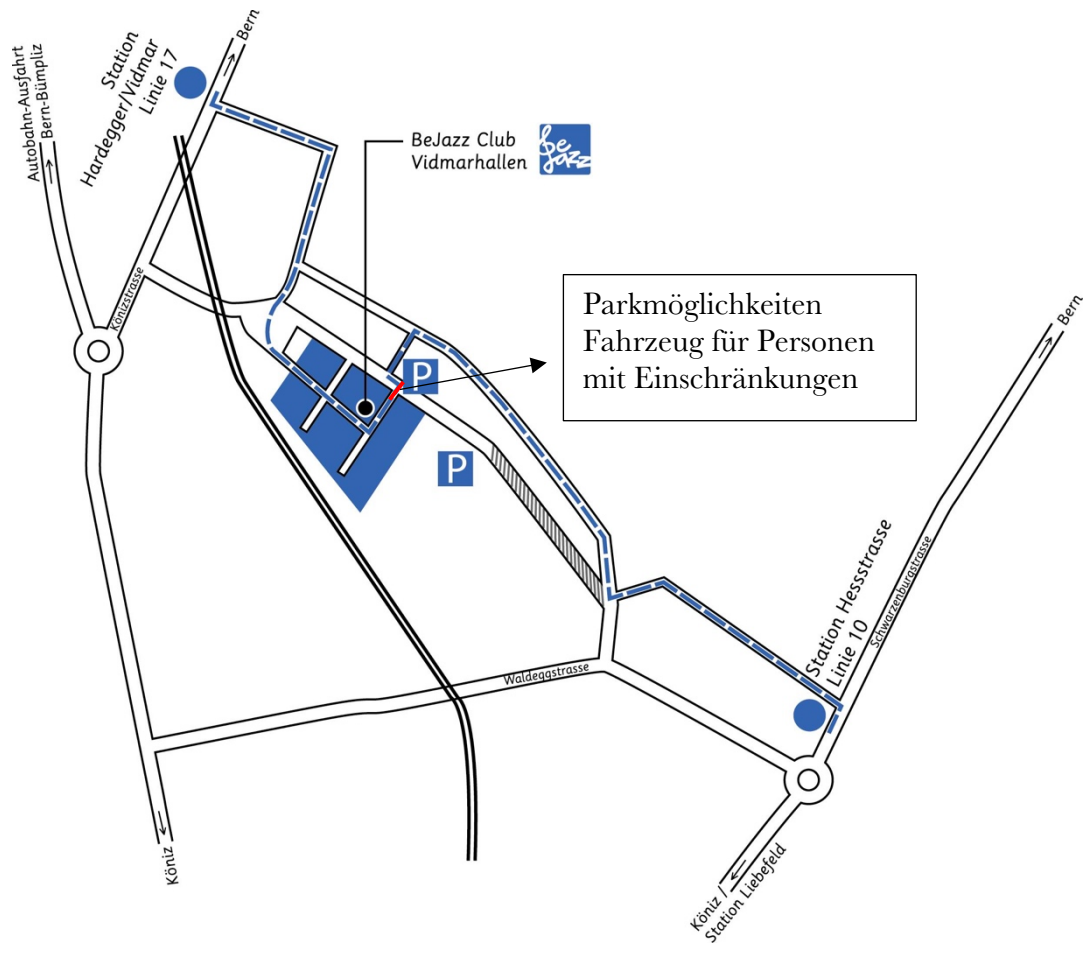 Autobahn-Ausfahrt
Bern-Bümpliz
Station
Hardegger/Vidmar
Linie 17
Bern
BeJazz Club
Vidmarhallen
Be
Jazz
Könizstrasse
Parkmöglichkeiten
Fahrzeug für Personen
mit Einschränkungen
Bern
P
P
Station Hessstrasse
Linie 10
Schwarzenburgstrasse
Waldeggstrasse
Köniz
Köniz /
Station Liebefeld